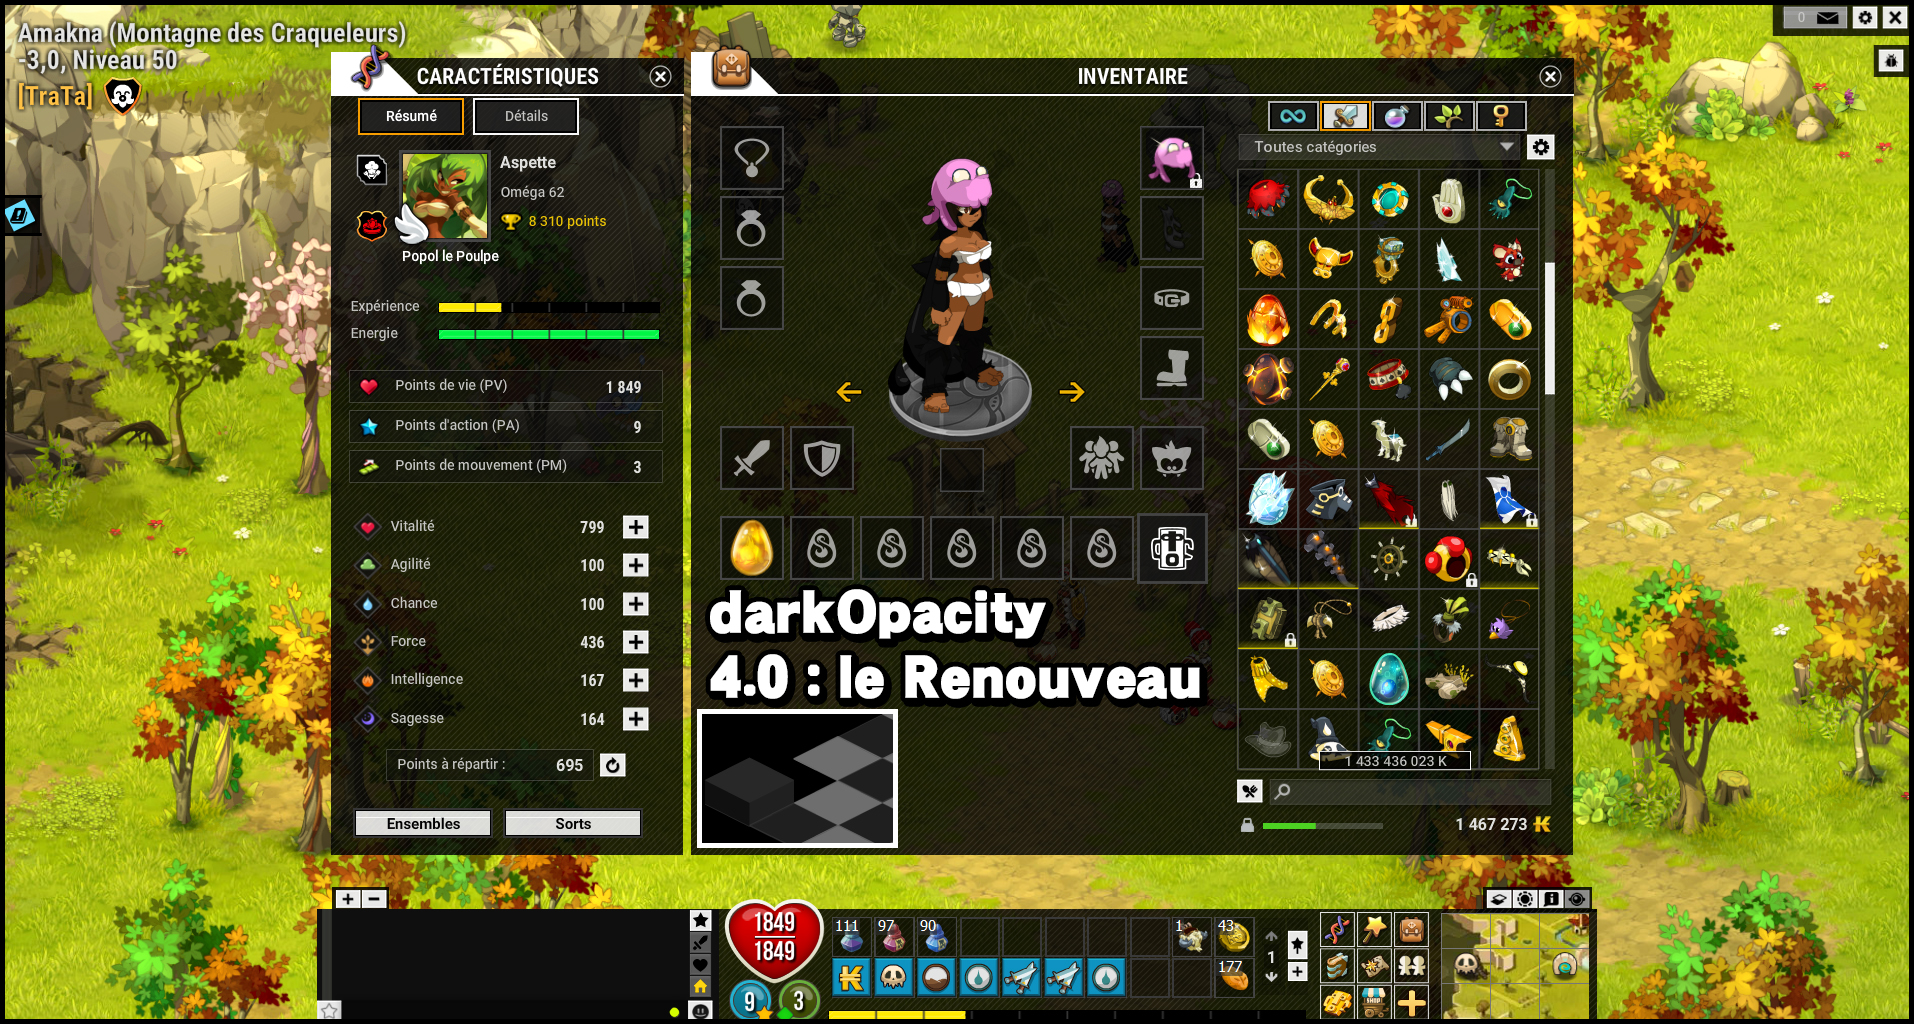 Amakna (Montagne des Craqueleurs)
-3,0, Niveau 50
[TraTa]
CARACTÉRISTIQUES
Résumé
Détails
Aspette
Oméga 62
8 310 points
Popol le Poulpe
Expérience
Energie
Points de vie (PV) 1 849
Points d'action (PA) 9
Points de mouvement (PM) 3
Vitalité 799
Agilité 100
Chance 100
Force 436
Intelligence 167
Sagesse 164
Points à répartir : 695
Ensembles
Sorts
INVENTAIRE
Toutes catégories
darkOpacity
4.0 : le Renouveau
1 433 436 023 K
1 467 273 K
0
1849
1849
9
3
111 97 90 1 43
177
1
SHOP